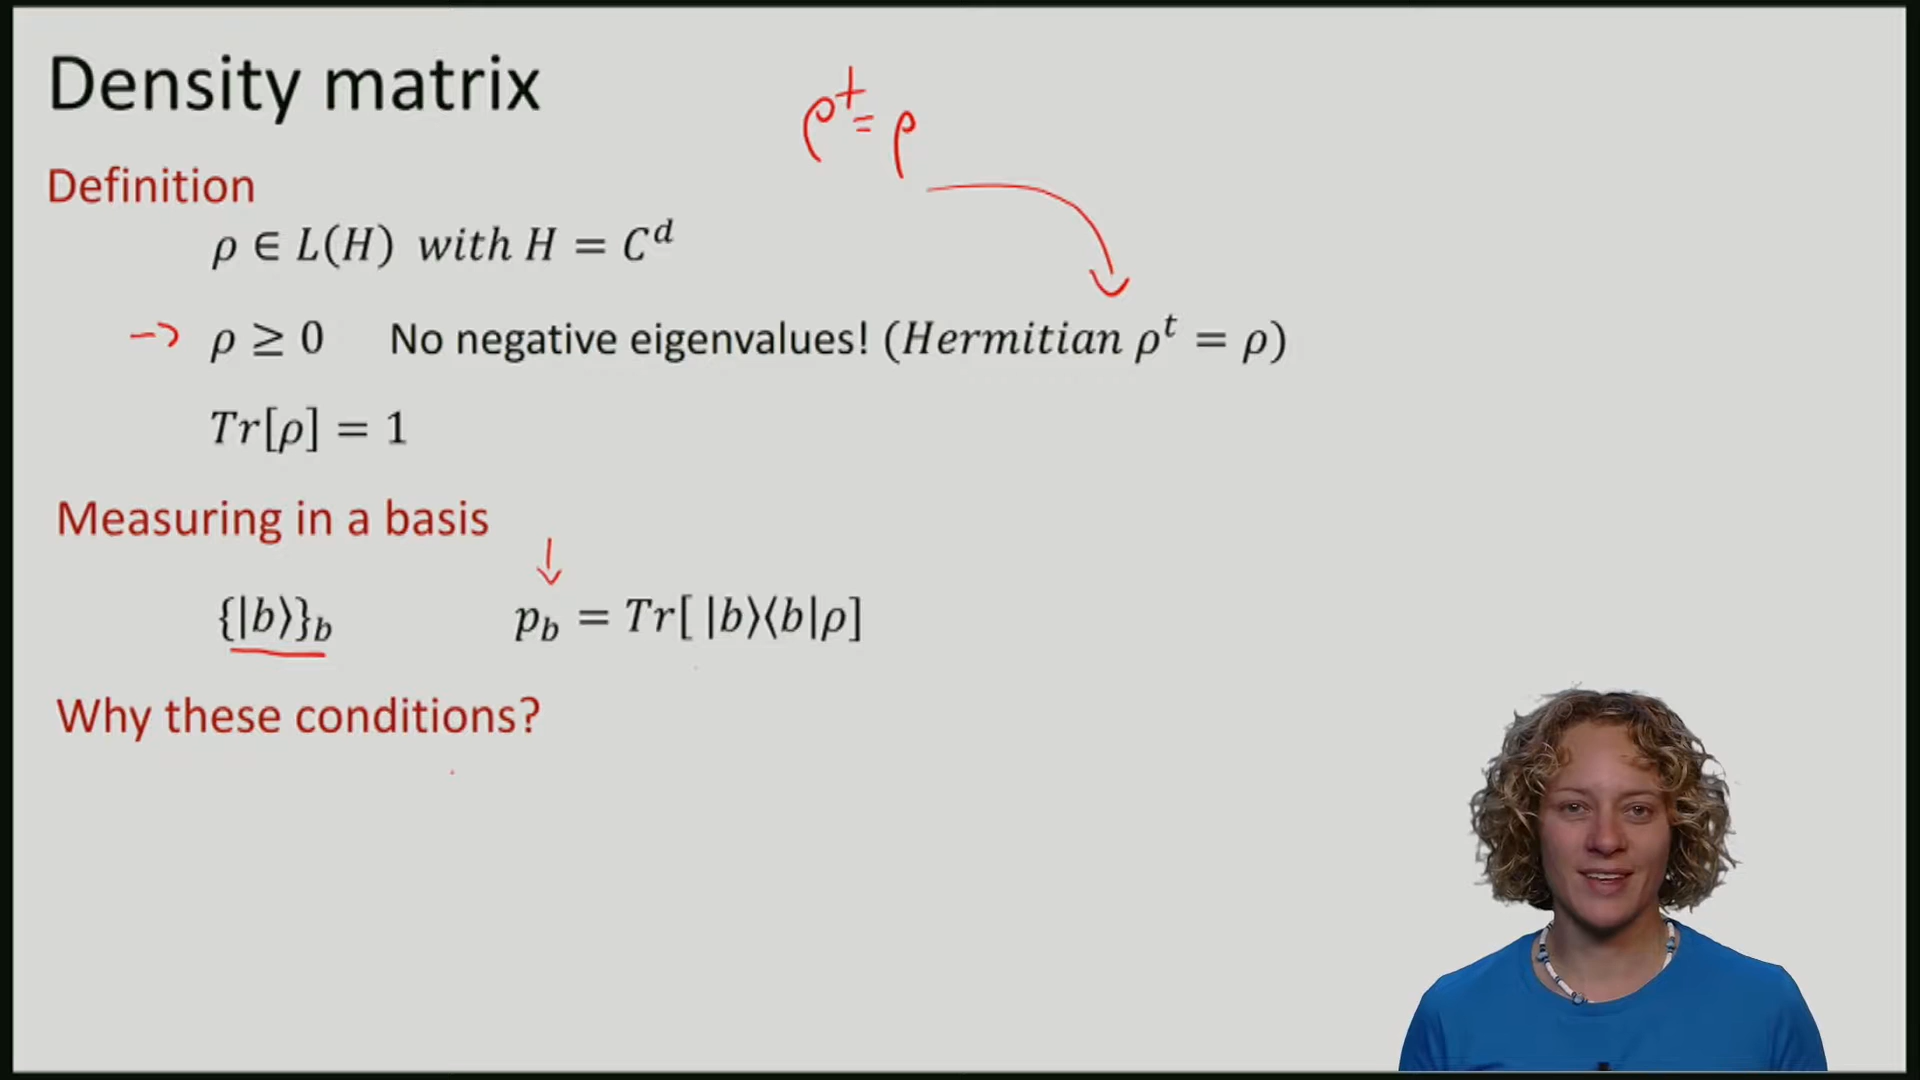 Density matrix
ρ† = ρ
Definition
ρ ∈ L(H) with H = C^d
→ ρ ≥ 0 No negative eigenvalues! (Hermitian ρ^t = ρ)
Tr[ρ] = 1
Measuring in a basis
{|b⟩}_b p_b = Tr[ |b⟩⟨b|ρ]
Why these conditions?